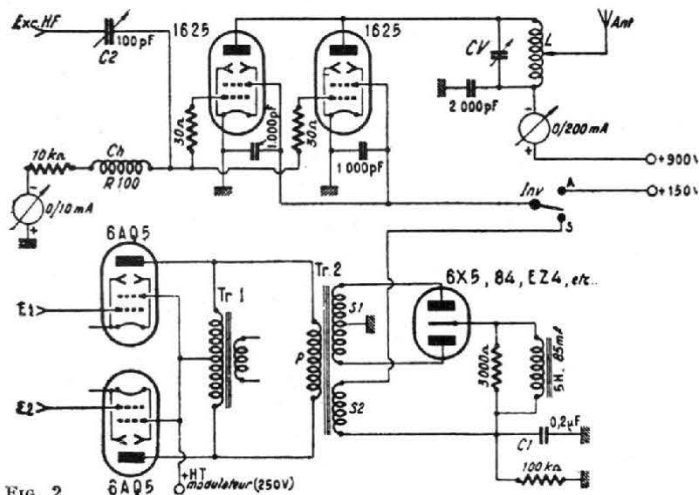 Exc.HF
100pF
C2
1625
1625
CV
L
Ant
2 000pF
30Ω
1.000pF
30Ω
1 000pF
0/200mA
+900V
10kΩ
Ch
R100
0/10mA
Inv
A
+150V
S
6AQ5
E1
Tr.1
Tr.2
P
S1
S2
6X5, 84, EZ4, etc..
3000Ω
5H. 85mA
E2
C1
0,2µF
100kΩ
+HT
modulateur (250V)
6AQ5
FIG. 2